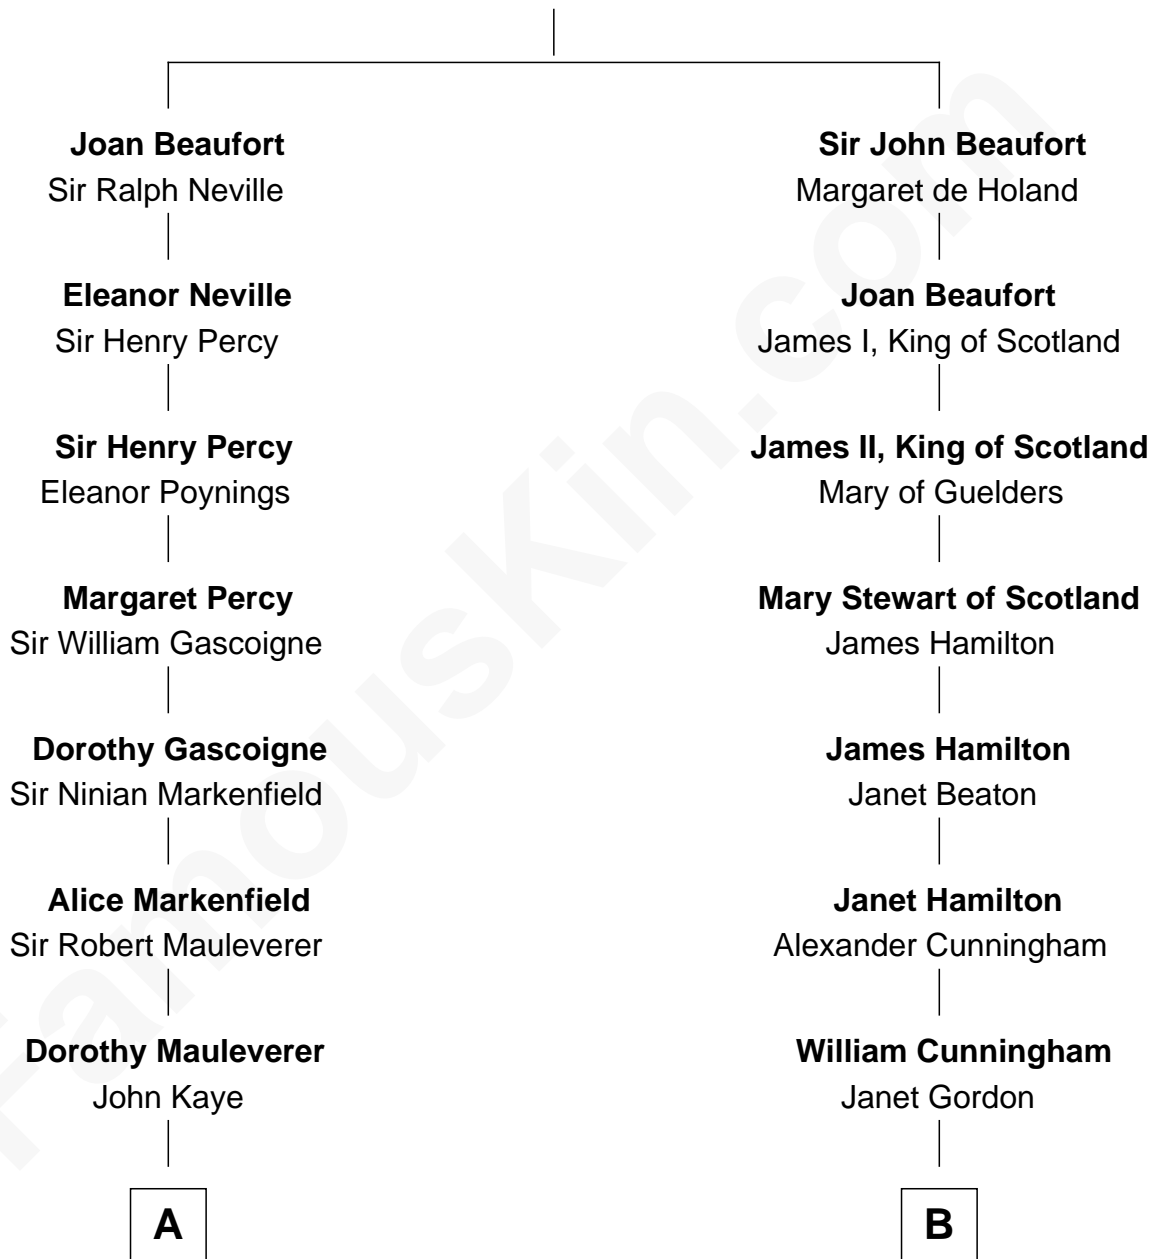 Joan Beaufort
Sir Ralph Neville
Eleanor Neville
Sir Henry Percy
Sir Henry Percy
Eleanor Poynings
Margaret Percy
Sir William Gascoigne
Dorothy Gascoigne
Sir Ninian Markenfield
Alice Markenfield
Sir Robert Mauleverer
Dorothy Mauleverer
John Kaye
A
Sir John Beaufort
Margaret de Holand
Joan Beaufort
James I, King of Scotland
James II, King of Scotland
Mary of Guelders
Mary Stewart of Scotland
James Hamilton
James Hamilton
Janet Beaton
Janet Hamilton
Alexander Cunningham
William Cunningham
Janet Gordon
B
FamousKin.com